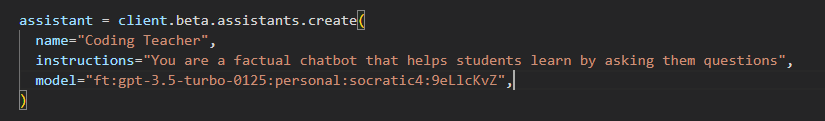 assistant = client.beta.assistants.create(
name="Coding Teacher",
instructions="You are a factual chatbot that helps students learn by asking them questions",
model="ft:gpt-3.5-turbo-0125:personal:socratic4:9eLlcKvZ",
)